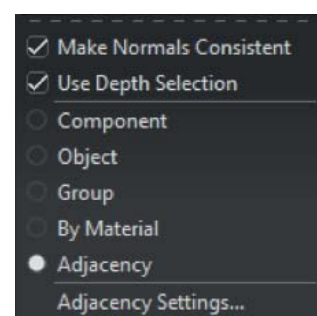 Make Normals Consistent
Use Depth Selection
Component
Object
Group
By Material
Adjacency
Adjacency Settings...